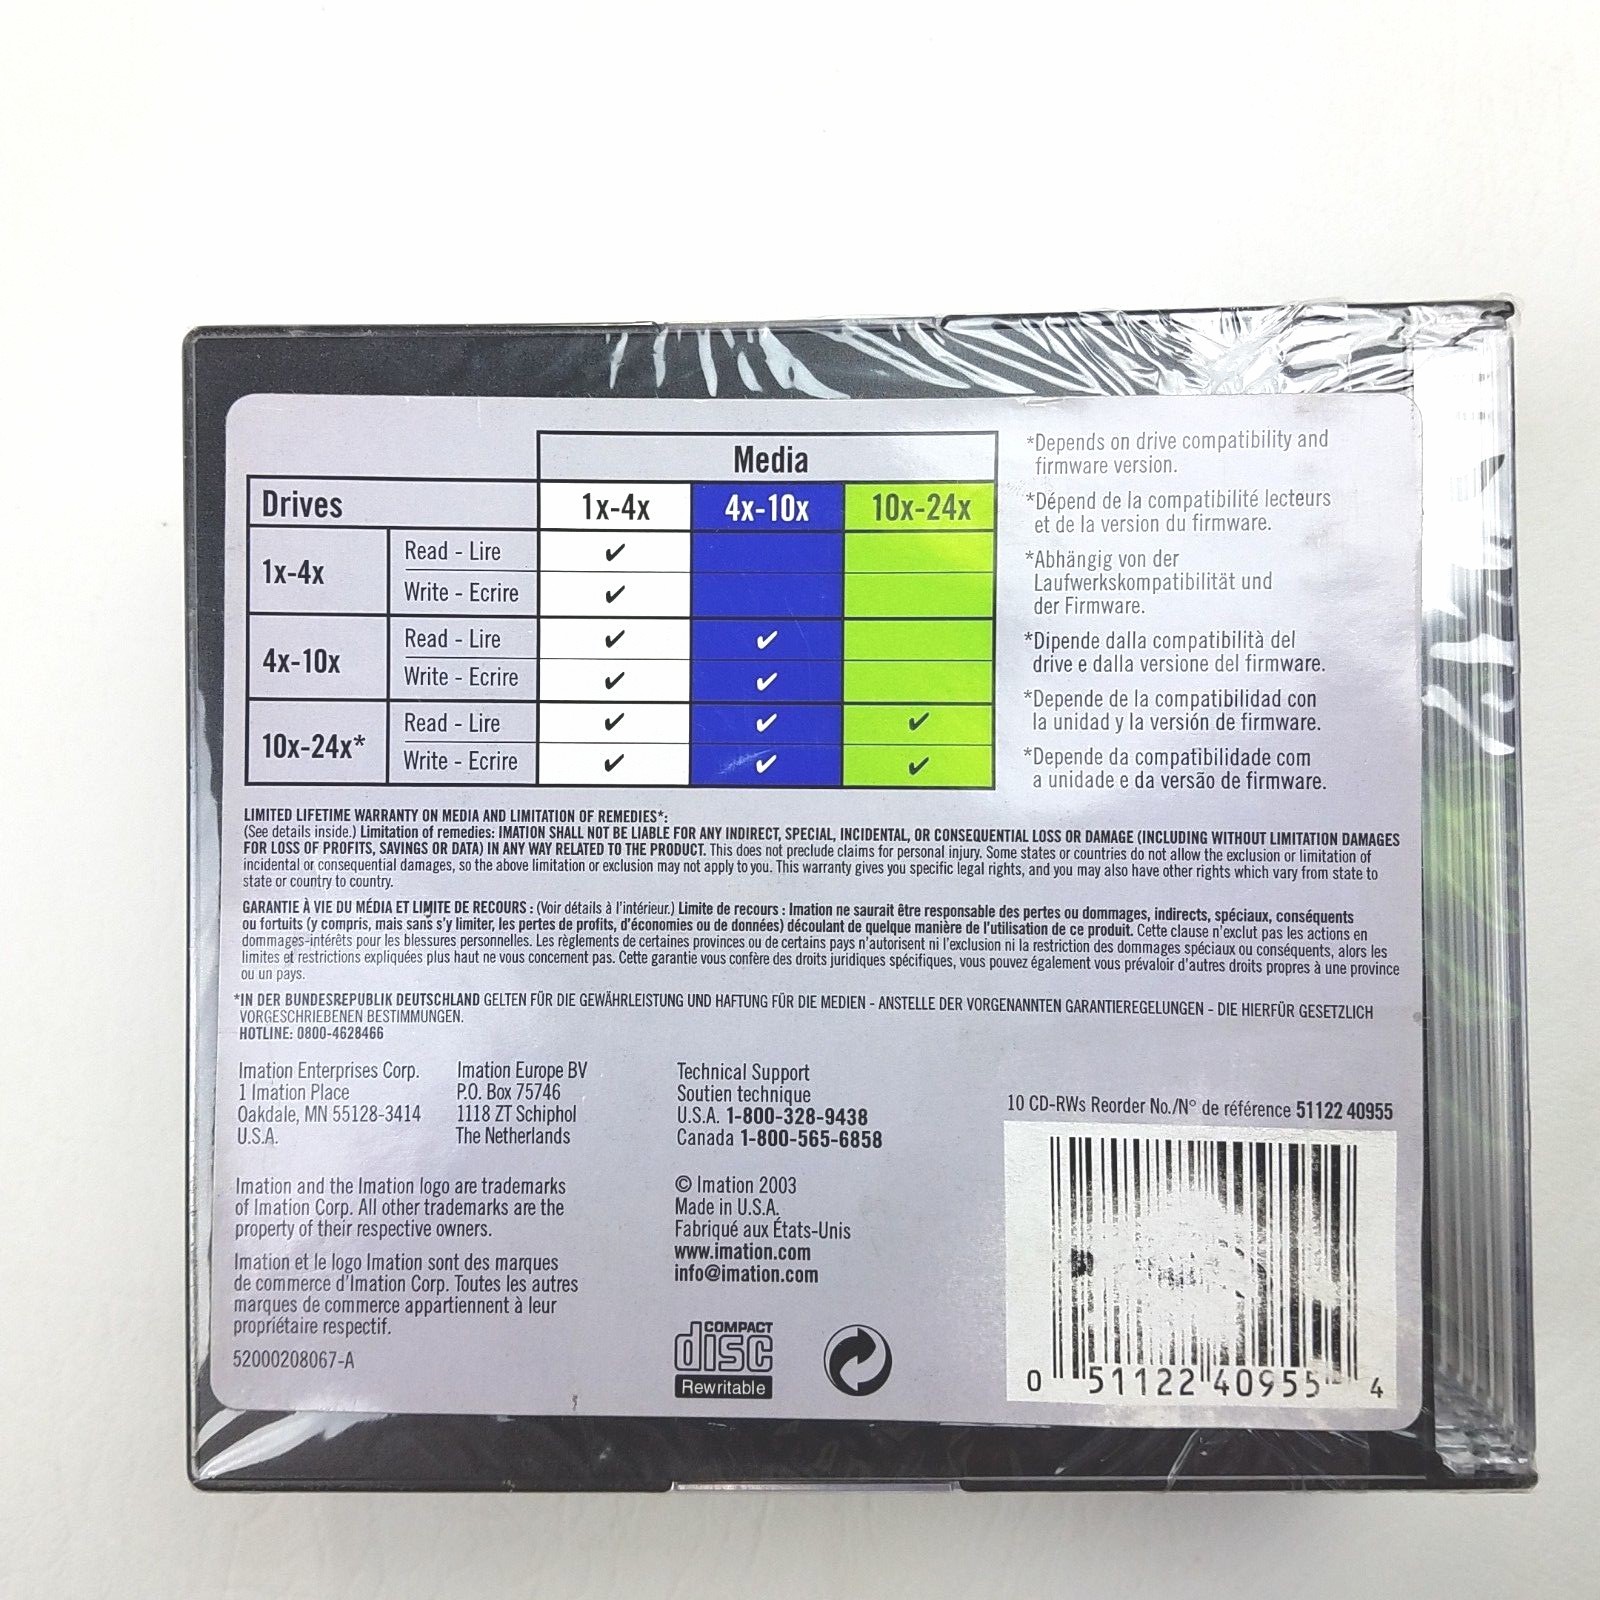 Media
Drives
1x-4x
4x-10x
10x-24x
1x-4x
Read - Lire ✓
Write - Ecrire ✓
4x-10x
Read - Lire ✓ ✓
Write - Ecrire ✓ ✓
10x-24x*
Read - Lire ✓ ✓ ✓
Write - Ecrire ✓ ✓ ✓
*Depends on drive compatibility and
firmware version.
*Dépend de la compatibilité lecteurs
et de la version du firmware.
*Abhängig von der
Laufwerkskompatibilität und
der Firmware.
*Dipende dalla compatibilità del
drive e dalla versione del firmware.
*Depende de la compatibilidad con
la unidad y la versión de firmware.
*Depende da compatibilidade com
a unidade e da versão de firmware.
LIMITED LIFETIME WARRANTY ON MEDIA AND LIMITATION OF REMEDIES*:
(See details inside.) Limitation of remedies: IMATION SHALL NOT BE LIABLE FOR ANY INDIRECT, SPECIAL, INCIDENTAL, OR CONSEQUENTIAL LOSS OR DAMAGE (INCLUDING WITHOUT LIMITATION DAMAGES
FOR LOSS OF PROFITS, SAVINGS OR DATA) IN ANY WAY RELATED TO THE PRODUCT. This does not preclude claims for personal injury. Some states or countries do not allow the exclusion or limitation of
incidental or consequential damages, so the above limitation or exclusion may not apply to you. This warranty gives you specific legal rights, and you may also have other rights which vary from state to
state or country to country.
GARANTIE À VIE DU MÉDIA ET LIMITE DE RECOURS : (Voir détails à l'intérieur.) Limite de recours : Imation ne saurait être responsable des pertes ou dommages, indirects, spéciaux, conséquents
ou fortuits (y compris, mais sans s'y limiter, les pertes de profits, d'économies ou de données) découlant de quelque manière de l'utilisation de ce produit. Cette clause n'exclut pas les actions en
dommages-intérêts pour les blessures personnelles. Les règlements de certaines provinces ou de certains pays n'autorisent ni l'exclusion ni la restriction des dommages spéciaux ou conséquents, alors les
limites et restrictions expliquées plus haut ne vous concernent pas. Cette garantie vous confère des droits juridiques spécifiques, vous pouvez également vous prévaloir d'autres droits propres à une province
ou un pays.
*IN DER BUNDESREPUBLIK DEUTSCHLAND GELTEN FÜR DIE GEWÄHRLEISTUNG UND HAFTUNG FÜR DIE MEDIEN - ANSTELLE DER VORGENANNTEN GARANTIEREGELUNGEN - DIE HIERFÜR GESETZLICH
VORGESCHRIEBENEN BESTIMMUNGEN.
HOTLINE: 0800-4628466
Imation Enterprises Corp.
1 Imation Place
Oakdale, MN 55128-3414
U.S.A.
Imation Europe BV
P.O. Box 75746
1118 ZT Schiphol
The Netherlands
Technical Support
Soutien technique
U.S.A. 1-800-328-9438
Canada 1-800-565-6858
Imation and the Imation logo are trademarks
of Imation Corp. All other trademarks are the
property of their respective owners.
Imation et le logo Imation sont des marques
de commerce d'Imation Corp. Toutes les autres
marques de commerce appartiennent à leur
propriétaire respectif.
52000208067-A
© Imation 2003
Made in U.S.A.
Fabriqué aux États-Unis
www.imation.com
info@imation.com
COMPACT
disc
Rewritable
10 CD-RWs Reorder No./N° de référence 51122 40955
0 51122 40955 4